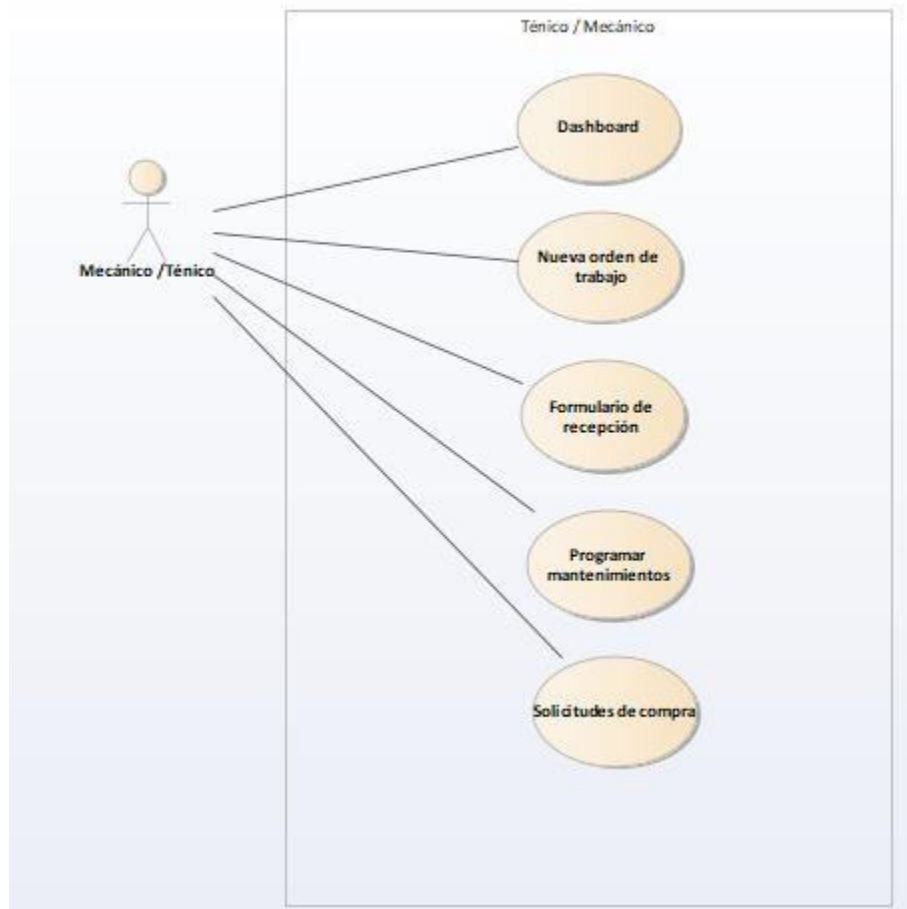 Ténico / Mecánico
Dashboard
Mecánico /Ténico
Nueva orden de
trabajo
Formulario de
recepción
Programar
mantenimientos
Solicitudes de compra